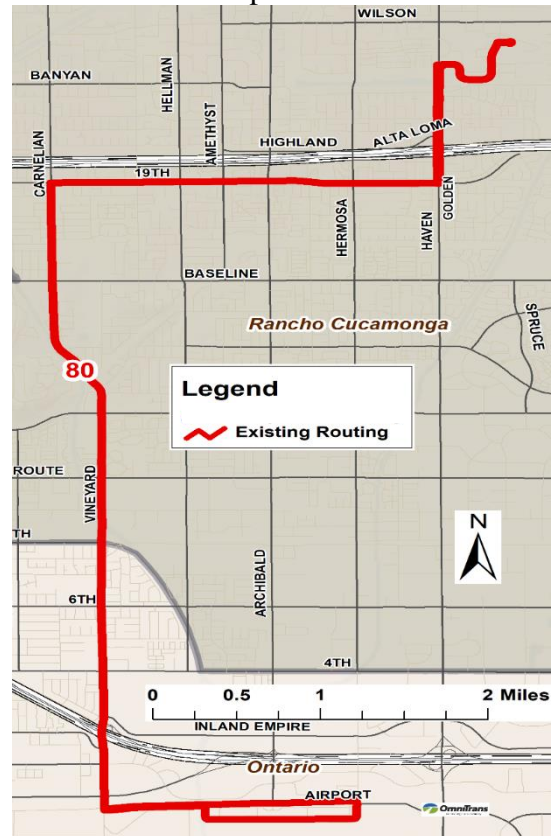 WILSON
BANYAN
HELLMAN
AMETHYST
HIGHLAND
ALTA LOMA
CARNELIAN
19TH
HERMOSA
HAVEN
GOLDEN
BASELINE
SPRUCE
Rancho Cucamonga
80
Legend
Existing Routing
ROUTE
VINEYARD
TH
N
ARCHIBALD
6TH
4TH
0 0.5 1 2 Miles
INLAND EMPIRE
Ontario
AIRPORT
OmniTrans